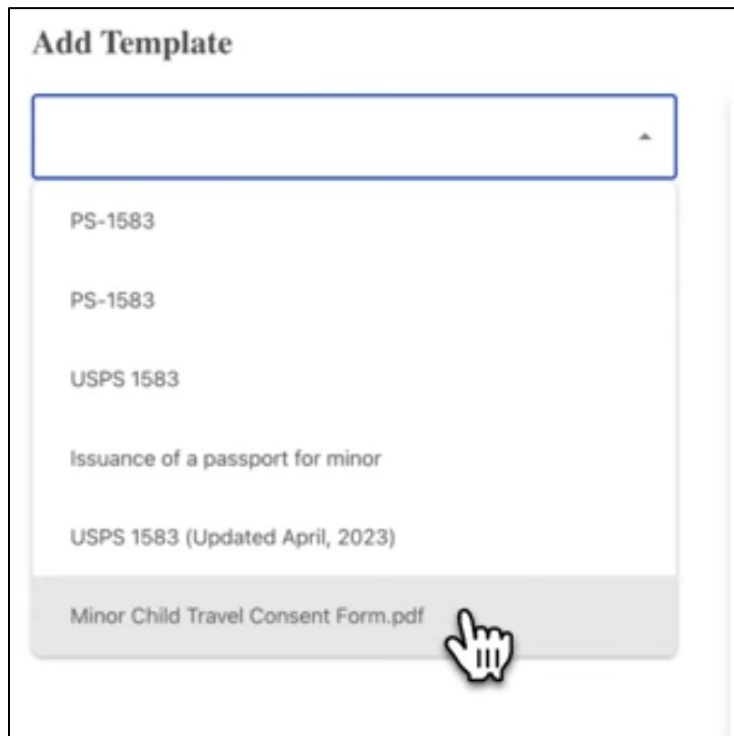 Add Template
PS-1583
PS-1583
USPS 1583
Issuance of a passport for minor
USPS 1583 (Updated April, 2023)
Minor Child Travel Consent Form.pdf